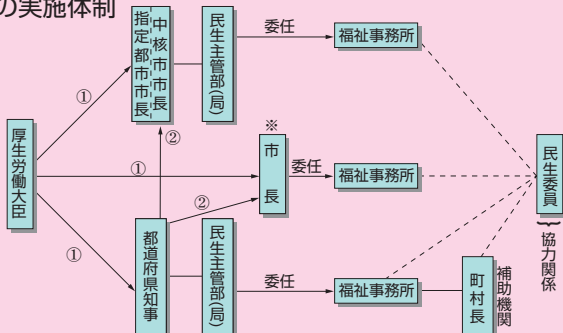 の実施体制
指定都市市長
中核市市長
民生主管部(局)
委任
福祉事務所
①
②
厚生労働大臣
①
※
市長
委任
福祉事務所
民生委員
協力関係
②
①
都道府県知事
民生主管部(局)
委任
福祉事務所
町村長
補助機関